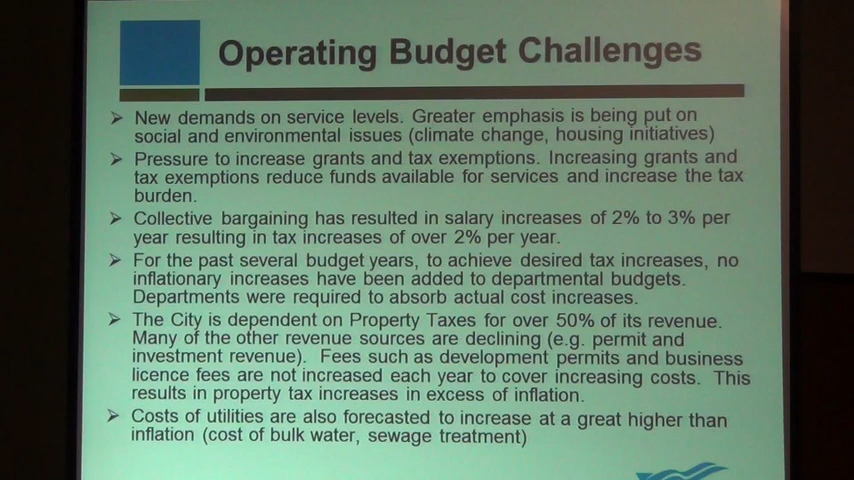 Operating Budget Challenges
➢ New demands on service levels. Greater emphasis is being put on
social and environmental issues (climate change, housing initiatives)
➢ Pressure to increase grants and tax exemptions. Increasing grants and
tax exemptions reduce funds available for services and increase the tax
burden.
➢ Collective bargaining has resulted in salary increases of 2% to 3% per
year resulting in tax increases of over 2% per year.
➢ For the past several budget years, to achieve desired tax increases, no
inflationary increases have been added to departmental budgets.
Departments were required to absorb actual cost increases.
➢ The City is dependent on Property Taxes for over 50% of its revenue.
Many of the other revenue sources are declining (e.g. permit and
investment revenue). Fees such as development permits and business
licence fees are not increased each year to cover increasing costs. This
results in property tax increases in excess of inflation.
➢ Costs of utilities are also forecasted to increase at a great higher than
inflation (cost of bulk water, sewage treatment)